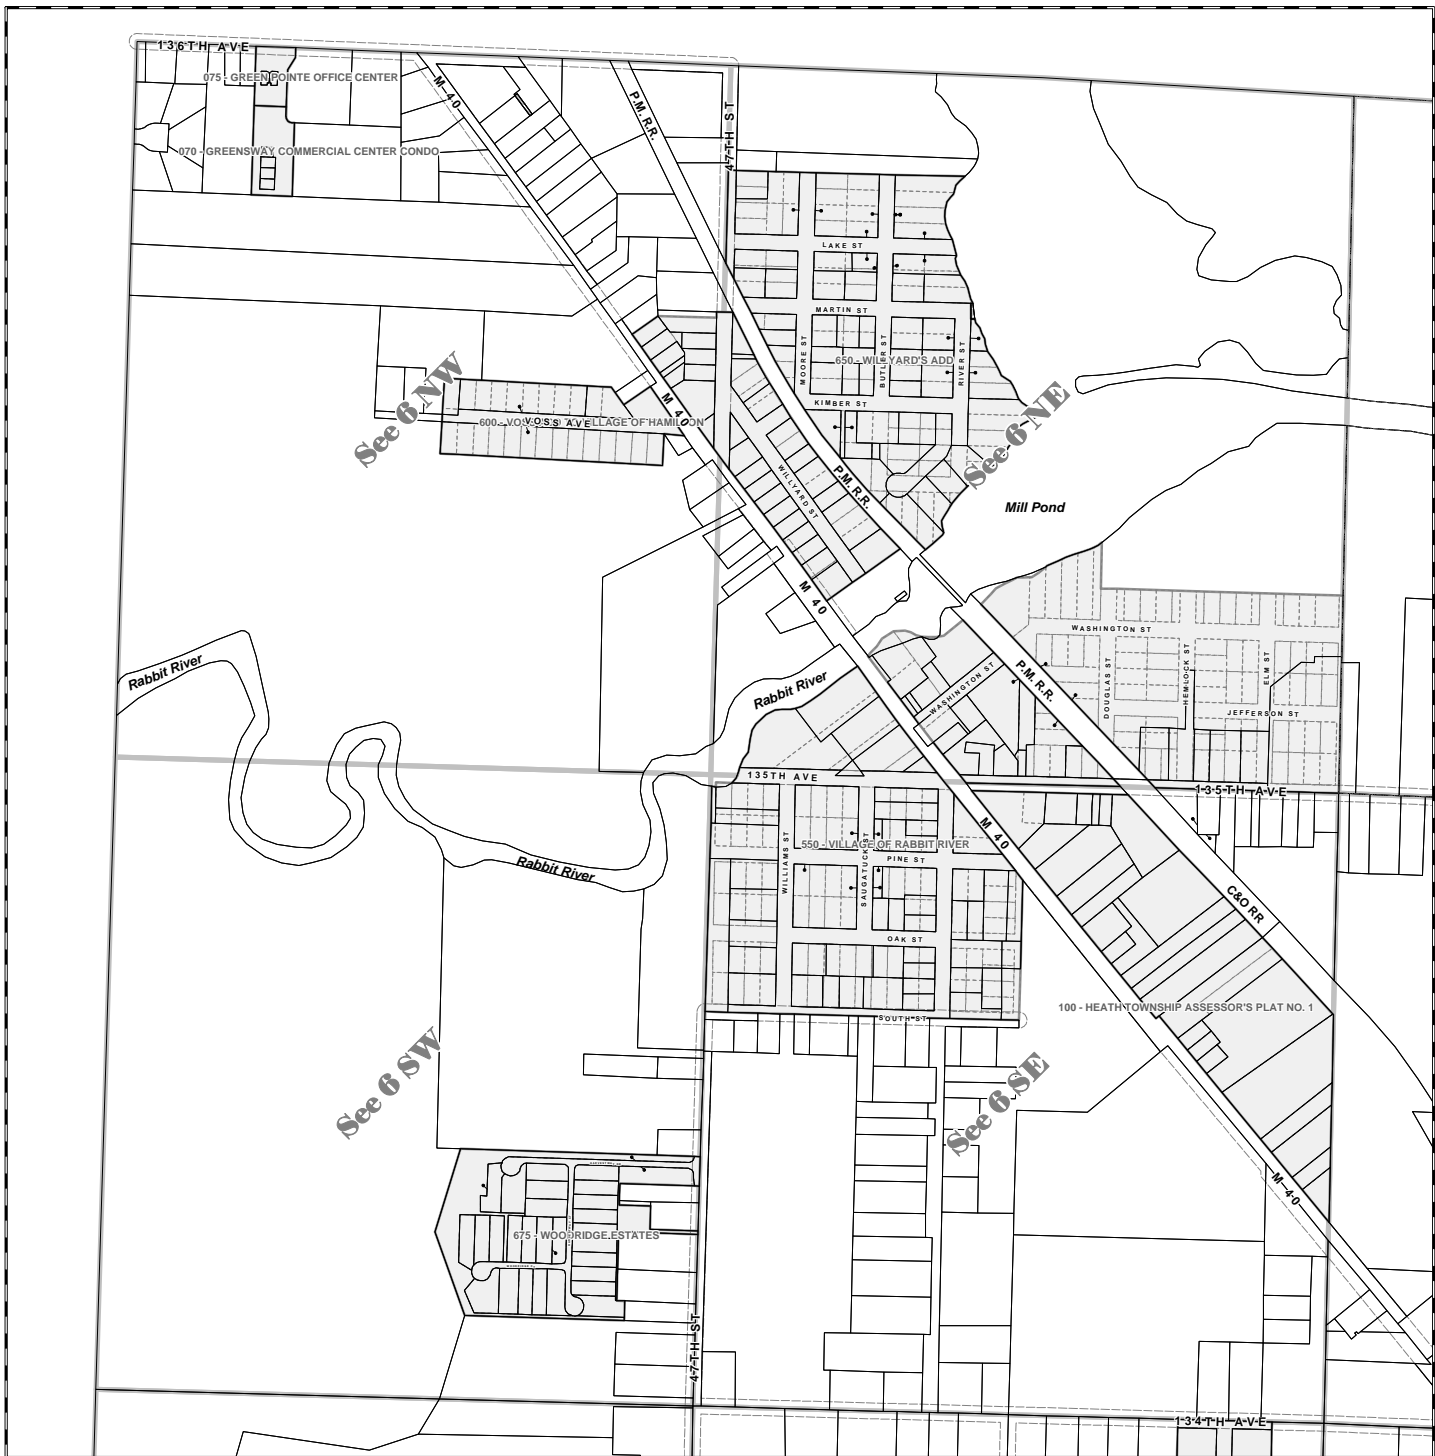 136TH AVE
075 - GREEN POINTE OFFICE CENTER
M-40
P.M. R.R.
47TH ST
070 - GREENSWAY COMMERCIAL CENTER CONDO
LAKE ST
MARTIN ST
MOORE ST
BUTLER ST
RIVER ST
650 - WILLYARD'S ADD
KIMBER ST
See 6 NW
M 40
600 - VOSS VILLAGE OF HAMILTON
VOSS AVE
See 6 NE
WILLYARD ST
P.M. R.R.
Mill Pond
M 40
WASHINGTON ST
Rabbit River
Rabbit River
WASHINGTON ST
P.M. R.R.
DOUGLAS ST
HEMLOCK ST
ELM ST
JEFFERSON ST
135TH AVE
135TH AVE
M 40
WILLIAMS ST
SAUGATUCK ST
550 - VILLAGE OF RABBIT RIVER
PINE ST
Rabbit River
C&O RR
OAK ST
100 - HEATH TOWNSHIP ASSESSOR'S PLAT NO. 1
SOUTH ST
See 6 SW
See 6 SE
M-40
675 - WOODRIDGE ESTATES
47TH ST
134TH AVE